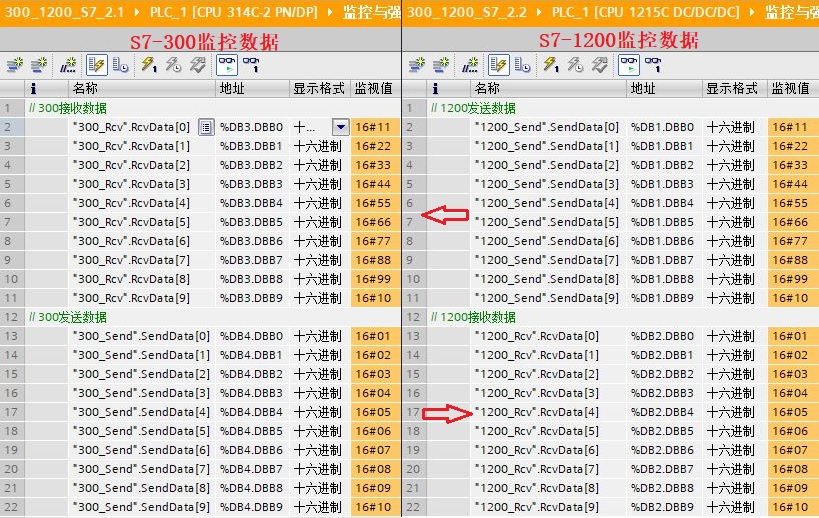 300_1200_S7_2.1 PLC_1 [CPU 314C-2 PN/DP] 监控与强
S7-300监控数据
i 名称 地址 显示格式 监视值
1 // 300接收数据
2 "300_Rcv".RcvData[0] %DB3.DBB0 十... 16#11
3 "300_Rcv".RcvData[1] %DB3.DBB1 十六进制 16#22
4 "300_Rcv".RcvData[2] %DB3.DBB2 十六进制 16#33
5 "300_Rcv".RcvData[3] %DB3.DBB3 十六进制 16#44
6 "300_Rcv".RcvData[4] %DB3.DBB4 十六进制 16#55
7 "300_Rcv".RcvData[5] %DB3.DBB5 十六进制 16#66
8 "300_Rcv".RcvData[6] %DB3.DBB6 十六进制 16#77
9 "300_Rcv".RcvData[7] %DB3.DBB7 十六进制 16#88
10 "300_Rcv".RcvData[8] %DB3.DBB8 十六进制 16#99
11 "300_Rcv".RcvData[9] %DB3.DBB9 十六进制 16#10
12 // 300发送数据
13 "300_Send".SendData[0] %DB4.DBB0 十六进制 16#01
14 "300_Send".SendData[1] %DB4.DBB1 十六进制 16#02
15 "300_Send".SendData[2] %DB4.DBB2 十六进制 16#03
16 "300_Send".SendData[3] %DB4.DBB3 十六进制 16#04
17 "300_Send".SendData[4] %DB4.DBB4 十六进制 16#05
18 "300_Send".SendData[5] %DB4.DBB5 十六进制 16#06
19 "300_Send".SendData[6] %DB4.DBB6 十六进制 16#07
20 "300_Send".SendData[7] %DB4.DBB7 十六进制 16#08
21 "300_Send".SendData[8] %DB4.DBB8 十六进制 16#09
22 "300_Send".SendData[9] %DB4.DBB9 十六进制 16#10
300_1200_S7_2.2 PLC_1 [CPU 1215C DC/DC/DC] 监控与强
S7-1200监控数据
i 名称 地址 显示格式 监视值
1 // 1200发送数据
2 "1200_Send".SendData[0] %DB1.DBB0 十六进制 16#11
3 "1200_Send".SendData[1] %DB1.DBB1 十六进制 16#22
4 "1200_Send".SendData[2] %DB1.DBB2 十六进制 16#33
5 "1200_Send".SendData[3] %DB1.DBB3 十六进制 16#44
6 "1200_Send".SendData[4] %DB1.DBB4 十六进制 16#55
7 "1200_Send".SendData[5] %DB1.DBB5 十六进制 16#66
8 "1200_Send".SendData[6] %DB1.DBB6 十六进制 16#77
9 "1200_Send".SendData[7] %DB1.DBB7 十六进制 16#88
10 "1200_Send".SendData[8] %DB1.DBB8 十六进制 16#99
11 "1200_Send".SendData[9] %DB1.DBB9 十六进制 16#10
12 // 1200接收数据
13 "1200_Rcv".RcvData[0] %DB2.DBB0 十六进制 16#01
14 "1200_Rcv".RcvData[1] %DB2.DBB1 十六进制 16#02
15 "1200_Rcv".RcvData[2] %DB2.DBB2 十六进制 16#03
16 "1200_Rcv".RcvData[3] %DB2.DBB3 十六进制 16#04
17 "1200_Rcv".RcvData[4] %DB2.DBB4 十六进制 16#05
18 "1200_Rcv".RcvData[5] %DB2.DBB5 十六进制 16#06
19 "1200_Rcv".RcvData[6] %DB2.DBB6 十六进制 16#07
20 "1200_Rcv".RcvData[7] %DB2.DBB7 十六进制 16#08
21 "1200_Rcv".RcvData[8] %DB2.DBB8 十六进制 16#09
22 "1200_Rcv".RcvData[9] %DB2.DBB9 十六进制 16#10